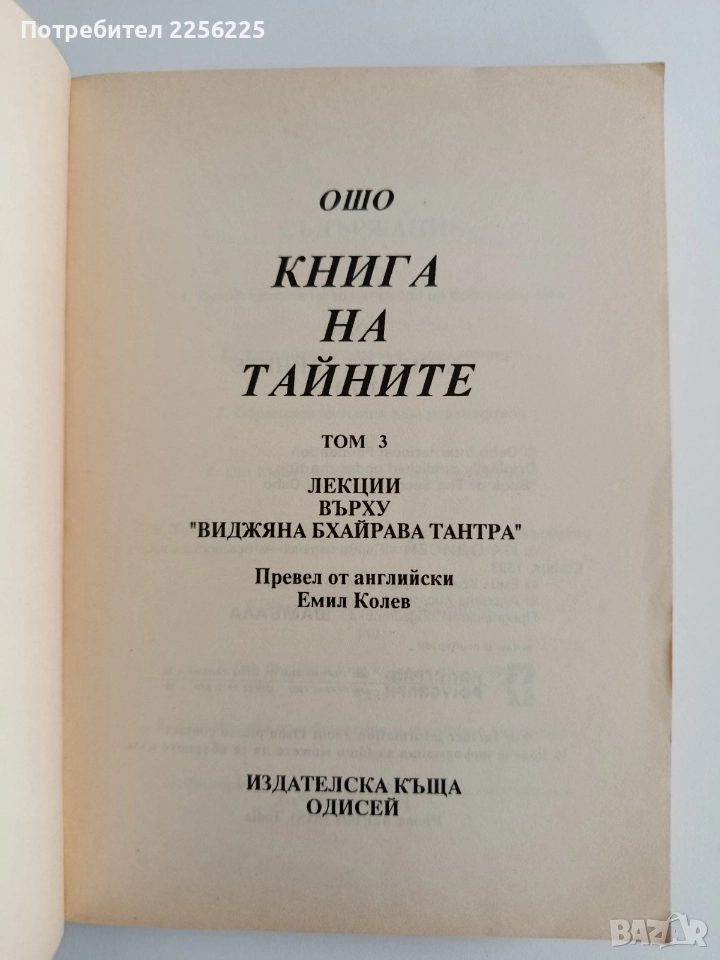 Потребител 2256225
ОШО
КНИГА
НА
ТАЙНИТЕ
ТОМ 3
ЛЕКЦИИ
ВЪРХУ
"ВИДЖЯНА БХАЙРАВА ТАНТРА"
Превел от английски
Емил Колев
ИЗДАТЕЛСКА КЪЩА
ОДИСЕЙ
BAZAR